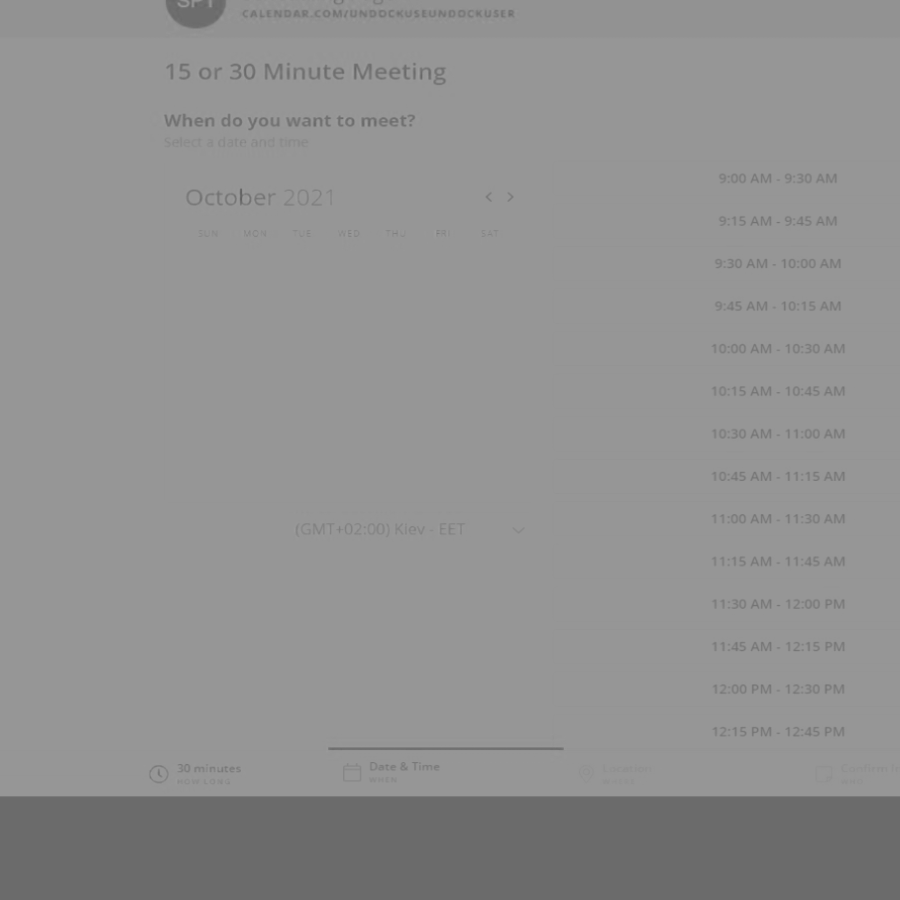 CALENDAR.COM/UNDOCKUSEUNDOCKUSER
15 or 30 Minute Meeting
When do you want to meet?
Select a date and time
October 2021
SUN MON TUE WED THU FRI SAT
(GMT+02:00) Kiev - EET
9:00 AM - 9:30 AM
9:15 AM - 9:45 AM
9:30 AM - 10:00 AM
9:45 AM - 10:15 AM
10:00 AM - 10:30 AM
10:15 AM - 10:45 AM
10:30 AM - 11:00 AM
10:45 AM - 11:15 AM
11:00 AM - 11:30 AM
11:15 AM - 11:45 AM
11:30 AM - 12:00 PM
11:45 AM - 12:15 PM
12:00 PM - 12:30 PM
12:15 PM - 12:45 PM
30 minutes
HOW LONG
Date & Time
WHEN
Location
Confirm